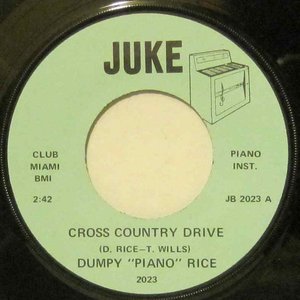 JUKE
CLUB
MIAMI
BMI
2:42
PIANO
INST.
JB 2023 A
CROSS COUNTRY DRIVE
(D. RICE-T. WILLS)
DUMPY "PIANO" RICE
2023